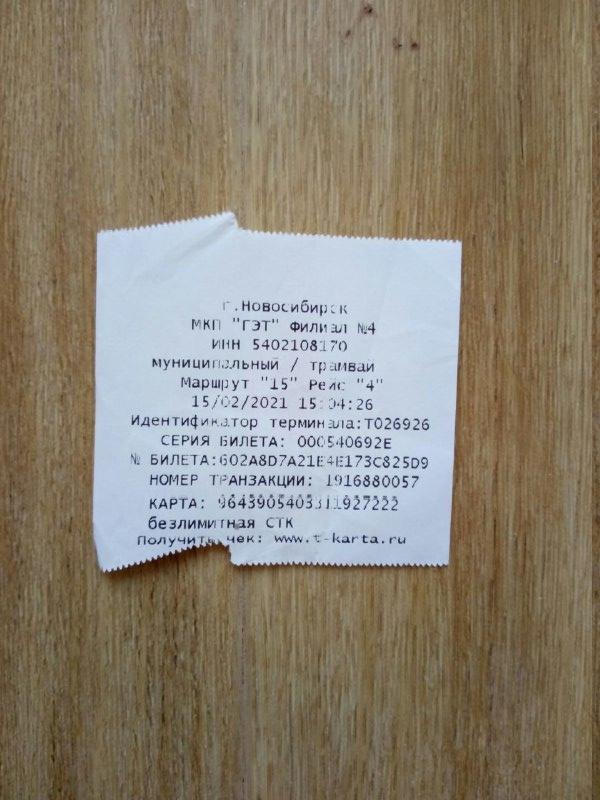 г.Новосибирск
МКП "ГЭТ" Филиал №4
ИНН 5402108170
муниципальный / трамвай
Маршрут "15" Рейс "4"
15/02/2021 15:04:26
Идентификатор терминала:Т026926
СЕРИЯ БИЛЕТА: 000540692E
№ БИЛЕТА:602A8D7A21E4E173C825D9
НОМЕР ТРАНЗАКЦИИ: 1916880057
КАРТА:
безлимитная СТК
Получить чек: www.t-karta.ru